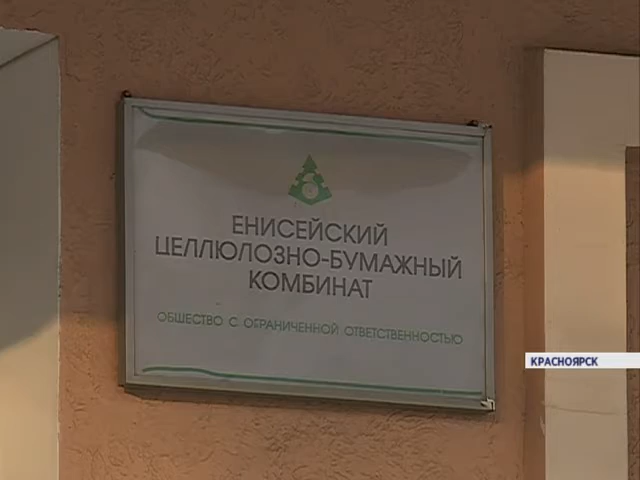 ЕНИСЕЙСКИЙ
ЦЕЛЛЮЛОЗНО-БУМАЖНЫЙ
КОМБИНАТ
ОБЩЕСТВО С ОГРАНИЧЕННОЙ ОТВЕТСТВЕННОСТЬЮ
КРАСНОЯРСК